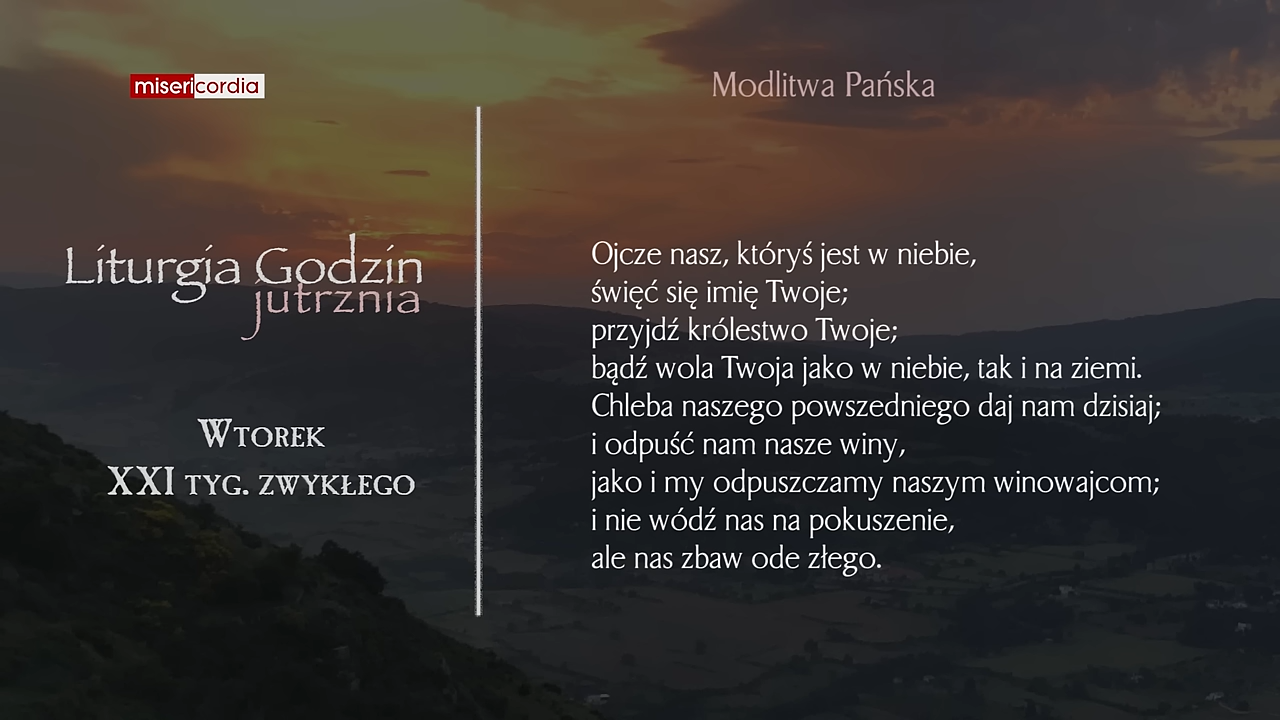 misericordia
Liturgia Godzin
jutrznia
Wtorek
XXI tyg. zwykłego
Modlitwa Pańska
Ojcze nasz, któryś jest w niebie,
święć się imię Twoje;
przyjdź królestwo Twoje;
bądź wola Twoja jako w niebie, tak i na ziemi.
Chleba naszego powszedniego daj nam dzisiaj;
i odpuść nam nasze winy,
jako i my odpuszczamy naszym winowajcom;
i nie wódź nas na pokuszenie,
ale nas zbaw ode złego.